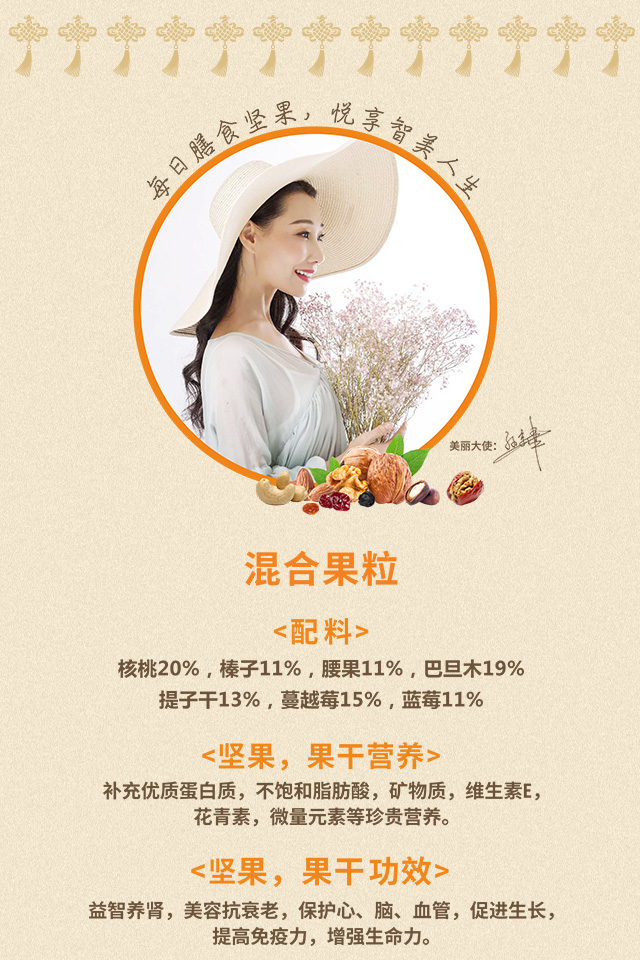 每日膳食坚果，悦享智美人生
美丽大使：
混合果粒
<配料>
核桃20%，榛子11%，腰果11%，巴旦木19%
提子干13%，蔓越莓15%，蓝莓11%
<坚果，果干营养>
补充优质蛋白质，不饱和脂肪酸，矿物质，维生素E，
花青素，微量元素等珍贵营养。
<坚果，果干功效>
益智养肾，美容抗衰老，保护心、脑、血管，促进生长，
提高免疫力，增强生命力。